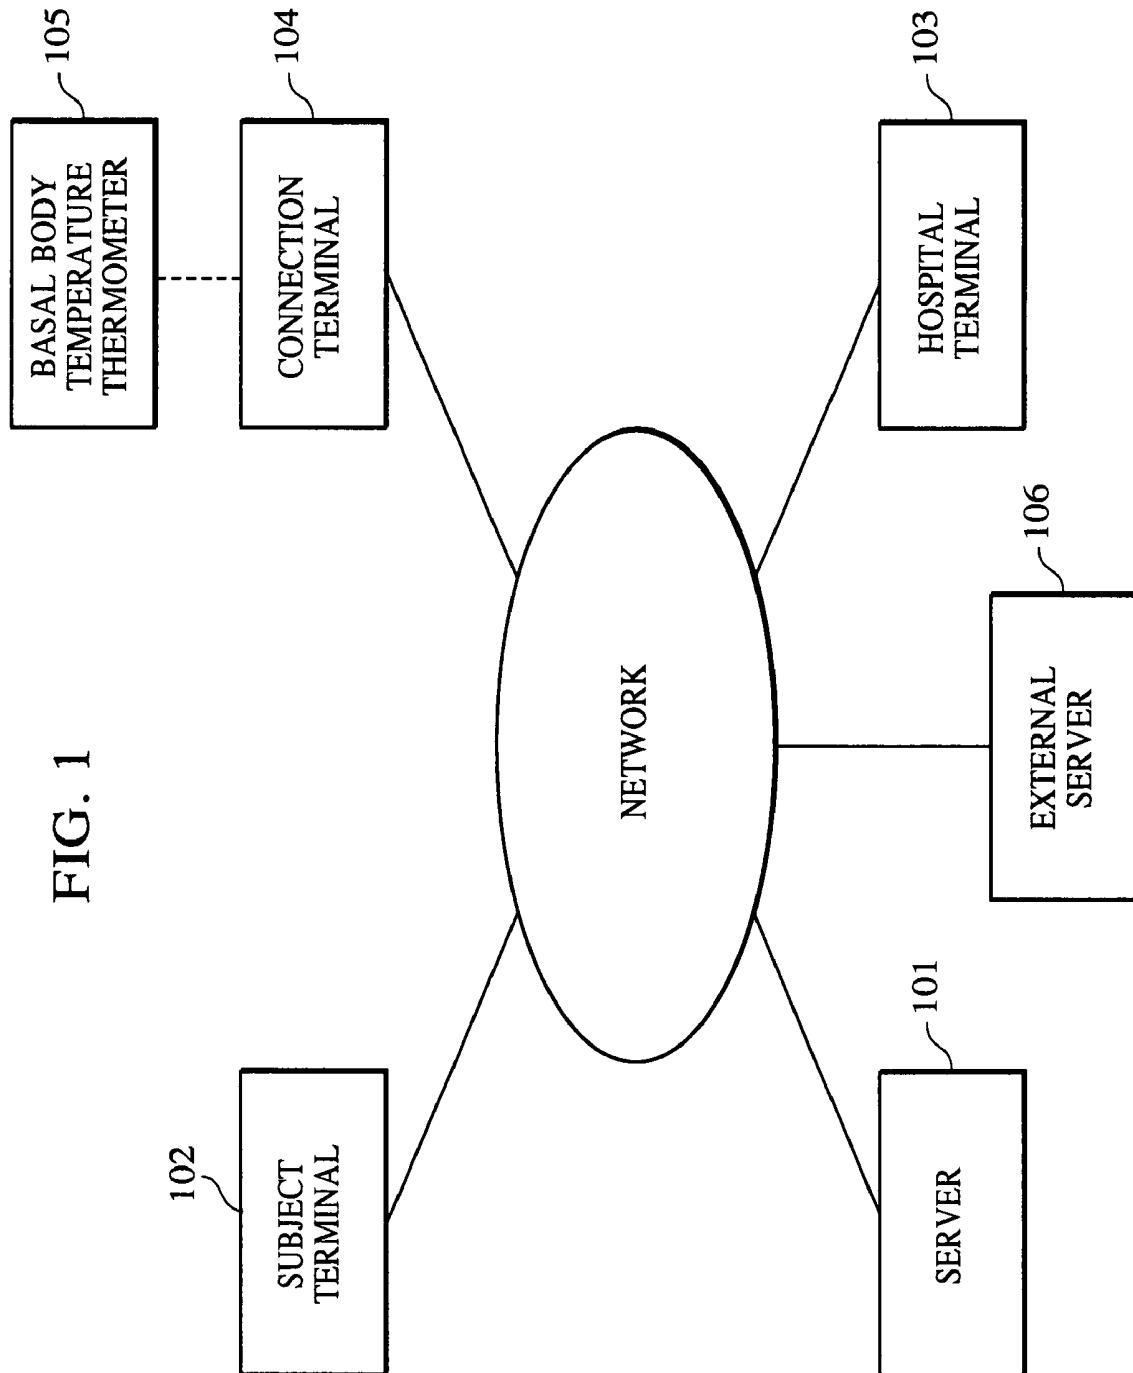 FIG. 1
102
SUBJECT
TERMINAL
BASAL BODY
TEMPERATURE
THERMOMETER
105
CONNECTION
TERMINAL
104
NETWORK
SERVER
101
EXTERNAL
SERVER
106
HOSPITAL
TERMINAL
103